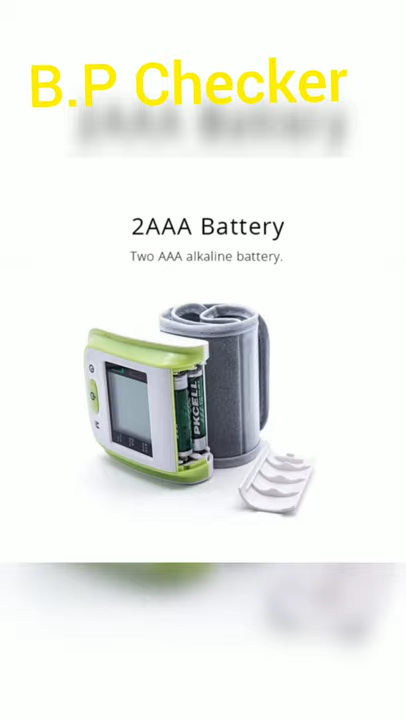 B.P Checker
2AAA Battery
Two AAA alkaline battery.
PKCELL
M